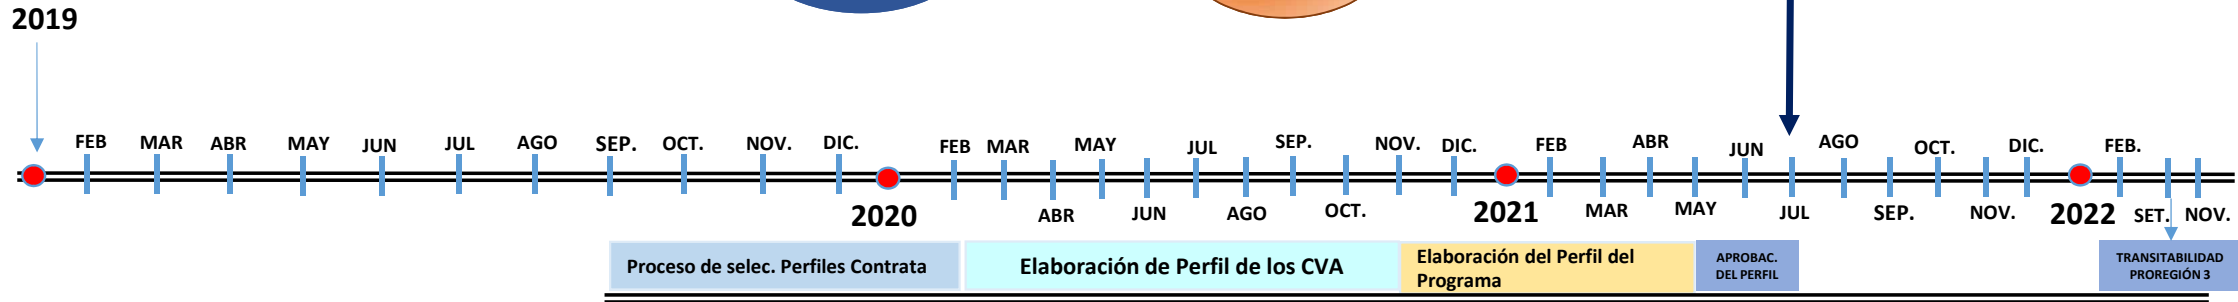 2019
FEB MAR ABR MAY JUN JUL AGO SEP. OCT. NOV. DIC. FEB MAR MAY JUL SEP. NOV. DIC. FEB ABR JUN AGO OCT. DIC. FEB.
2020 ABR JUN AGO OCT. 2021 MAR MAY JUL SEP. NOV. 2022 SET. NOV.
Proceso de selec. Perfiles Contrata
Elaboración de Perfil de los CVA
Elaboración del Perfil del
Programa
APROBAC.
DEL PERFIL
TRANSITABILIDAD
PROREGIÓN 3